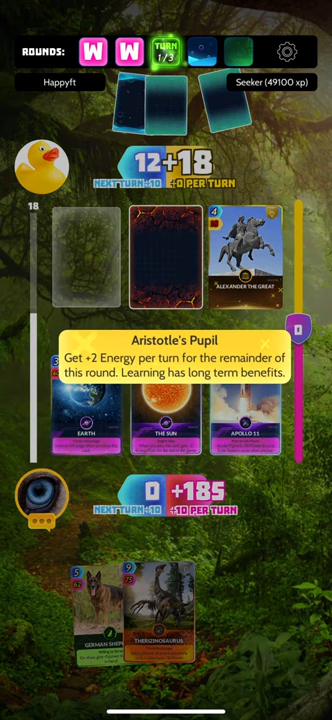 ROUNDS:
W
W
TURN
1/3
Happyft
Seeker (49100 xp)
12+18
NEXT TURN +10
+0 PER TURN
18
4
18
ALEXANDER THE GREAT
0
Aristotle's Pupil
Get +2 Energy per turn for the remainder of
this round. Learning has long term benefits.
EARTH
THE SUN
APOLLO 11
0 +185
NEXT TURN +10
+10 PER TURN
5
9
75
GERMAN SHEP
THERIZINOSAURUS